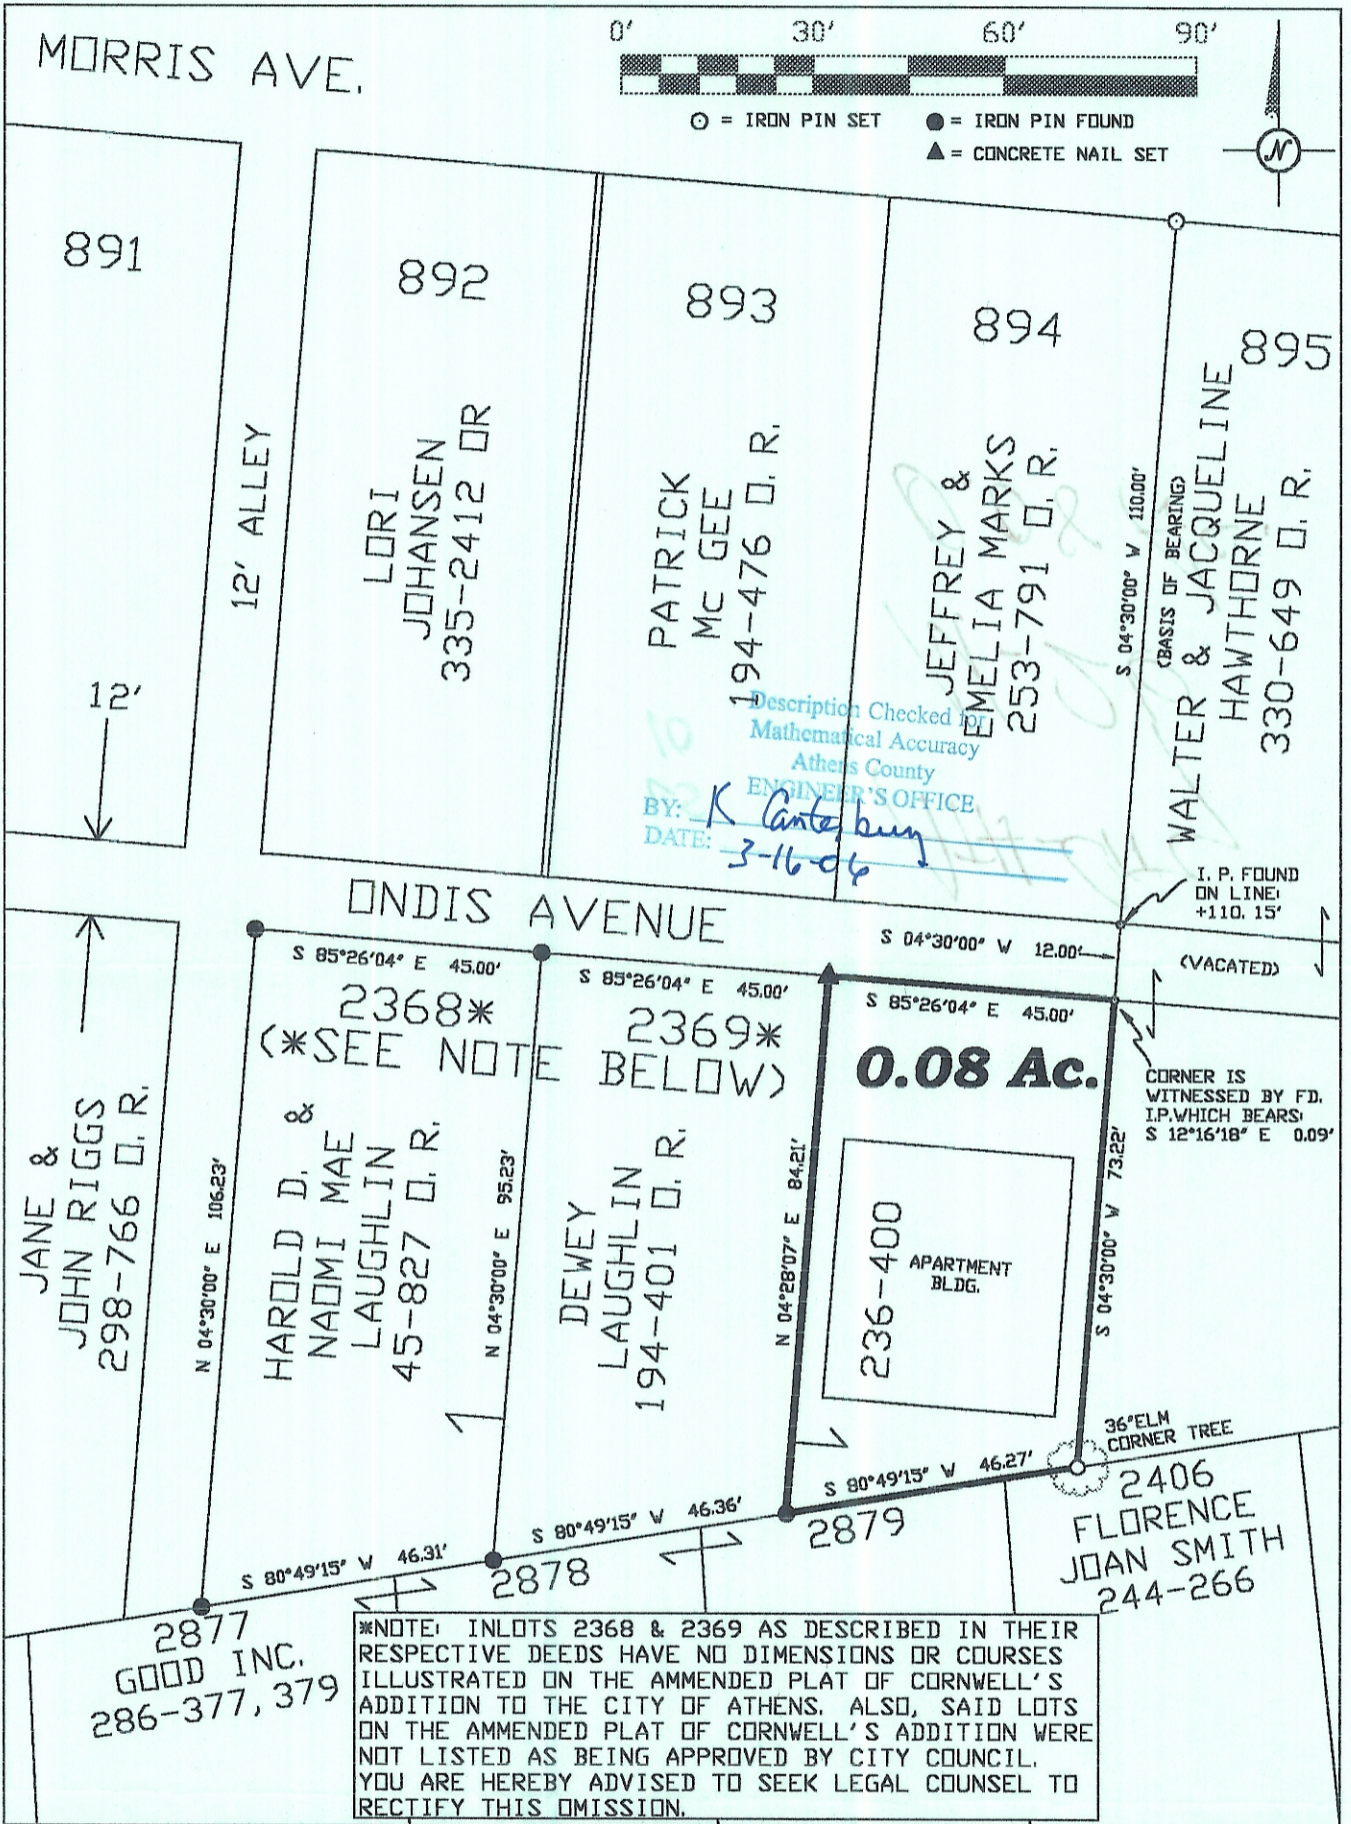 MORRIS AVE.
0' 30' 60' 90'
⊙ = IRON PIN SET ● = IRON PIN FOUND
▲ = CONCRETE NAIL SET
N
891
892
893
894
895
12' ALLEY
LORI
JOHANSEN
335-2412 OR
PATRICK
Mc GEE
194-476 O. R.
JEFFREY &
EMELIA MARKS
253-791 O. R.
S 04°30'00" W 110.00'
(BASIS OF BEARING)
WALTER & JACQUELINE
HAWTHORNE
330-649 O. R.
12'
Description Checked for
Mathematical Accuracy
Athens County
ENGINEER'S OFFICE
BY: K Canterbury
DATE: 3-16-06
I. P. FOUND
ON LINE:
+110. 15'
ONDIS AVENUE
S 04°30'00" W 12.00'
(VACATED)
S 85°26'04" E 45.00'
S 85°26'04" E 45.00'
S 85°26'04" E 45.00'
2368*
2369*
(*SEE NOTE BELOW)
0.08 Ac.
CORNER IS
WITNESSED BY FD.
I.P.WHICH BEARS:
S 12°16'18" E 0.09'
JANE &
JOHN RIGGS
298-766 O. R.
N 04°30'00" E 106.23'
HAROLD D. &
NAOMI MAE
LAUGHLIN
45-827 O. R.
N 04°30'00" E 95.23'
DEWEY
LAUGHLIN
194-401 O. R.
N 04°28'07" E 84.21'
236-400
APARTMENT
BLDG.
S 04°30'00" W 73.22'
36"ELM
CORNER TREE
S 80°49'15" W 46.27'
S 80°49'15" W 46.36'
S 80°49'15" W 46.31'
2406
FLORENCE
JOAN SMITH
244-266
2879
2878
2877
GOOD INC.
286-377, 379
*NOTE: INLOTS 2368 & 2369 AS DESCRIBED IN THEIR
RESPECTIVE DEEDS HAVE NO DIMENSIONS OR COURSES
ILLUSTRATED ON THE AMMENDED PLAT OF CORNWELL'S
ADDITION TO THE CITY OF ATHENS. ALSO, SAID LOTS
ON THE AMMENDED PLAT OF CORNWELL'S ADDITION WERE
NOT LISTED AS BEING APPROVED BY CITY COUNCIL.
YOU ARE HEREBY ADVISED TO SEEK LEGAL COUNSEL TO
RECTIFY THIS OMISSION.